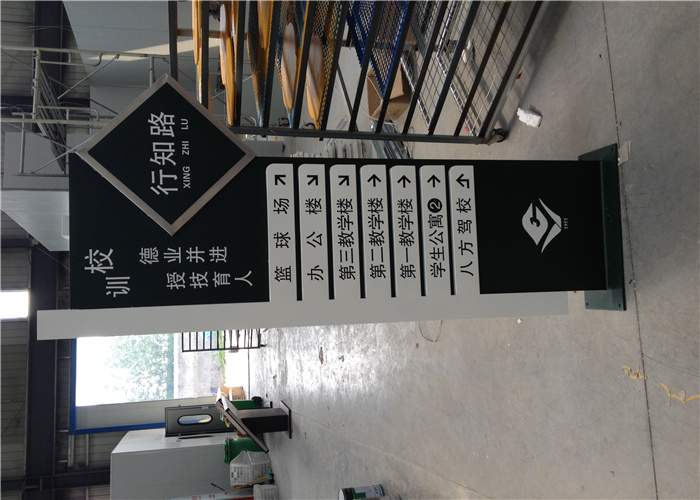 行知路
XING ZHI LU
校训
德业并进
授技育人
篮球场
办公楼
第三教学楼
第二教学楼
第一教学楼
学生公寓❷
八方驾校